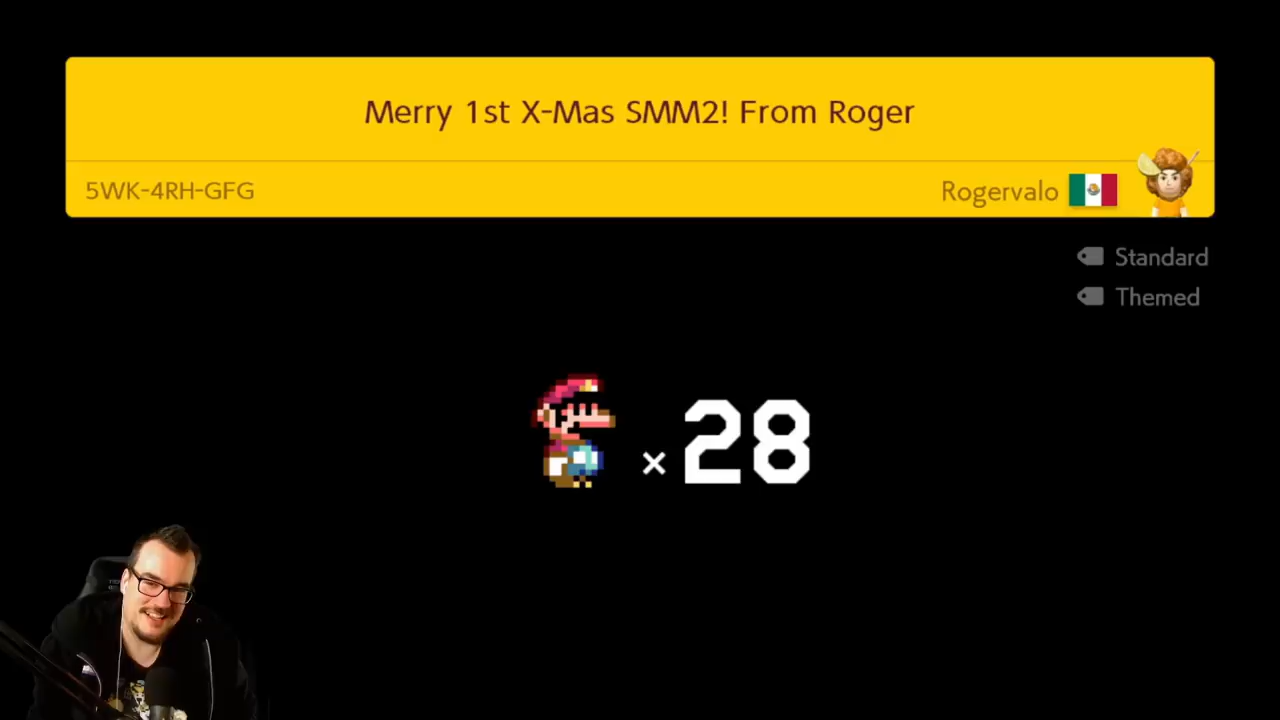 Merry 1st X-Mas SMM2! From Roger
5WK-4RH-GFG
Rogervalo
Standard
Themed
× 28